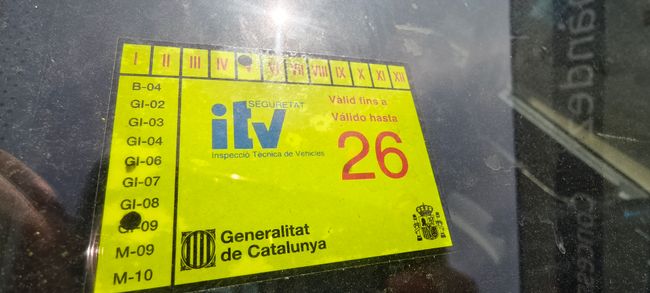 I II III IV V VI VII VIII IX X XI XII
B-04
GI-02
GI-03
GI-04
GI-06
GI-07
GI-08
GI-09
M-09
M-10
SEGURETAT
itv
Inspecció Tècnica de Vehicles
Vàlid fins a
Válido hasta
26
Generalitat
de Catalunya